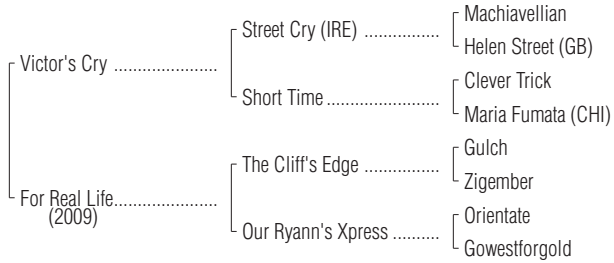 Machiavellian
Street Cry (IRE) ................
Helen Street (GB)
Victor's Cry ......................
Clever Trick
Short Time ........................
Maria Fumata (CHI)
Gulch
The Cliff's Edge ................
Zigember
For Real Life......................
(2009)
Orientate
Our Ryann's Xpress ..........
Gowestforgold